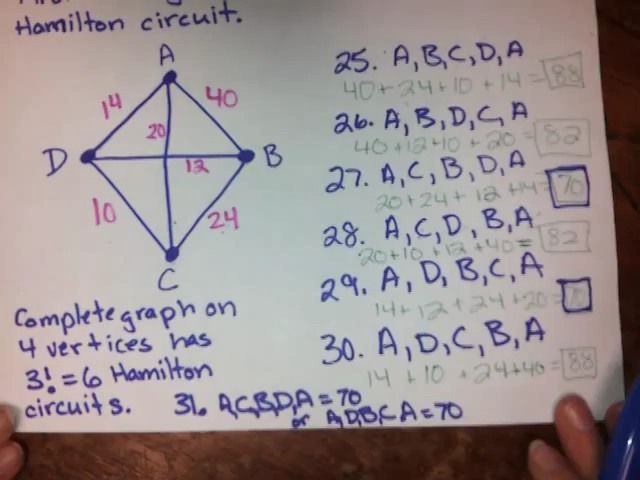 Hamilton circuit.
A
14
40
20
D
12
B
10
24
C
Complete graph on
4 vertices has
3! = 6 Hamilton
circuits.
25. A, B, C, D, A
40 + 24 + 10 + 14 = 88
26. A, B, D, C, A
40 + 12 + 10 + 20 = 82
27. A, C, B, D, A
20 + 24 + 12 + 14 = 70
28. A, C, D, B, A
20 + 10 + 12 + 40 = 82
29. A, D, B, C, A
14 + 12 + 24 + 20 = 70
30. A, D, C, B, A
14 + 10 + 24 + 40 = 88
31. A,C,B,D,A = 70
or A,D,B,C A = 70